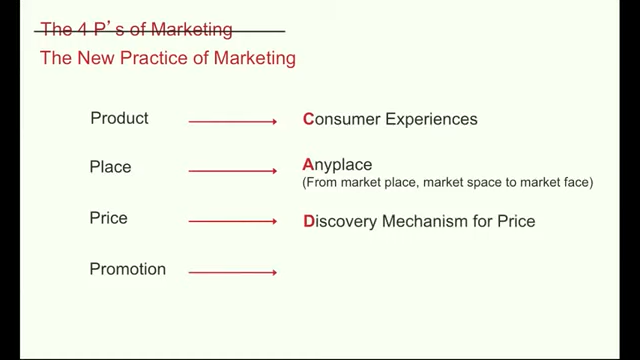 The 4 P's of Marketing
The New Practice of Marketing
Product Consumer Experiences
Place Anyplace
(From market place, market space to market face)
Price Discovery Mechanism for Price
Promotion